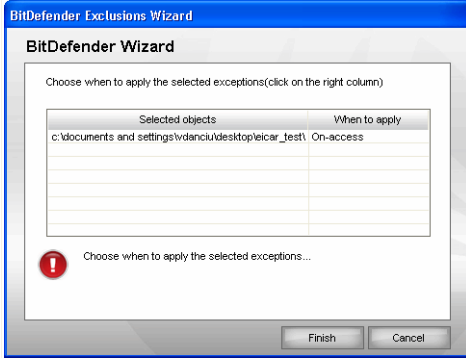 BitDefender Exclusions Wizard
BitDefender Wizard
Choose when to apply the selected exceptions(click on the right column)
Selected objects When to apply
c:\documents and settings\vdanciu\desktop\eicar_test\ On-access
Choose when to apply the selected exceptions...
Finish Cancel